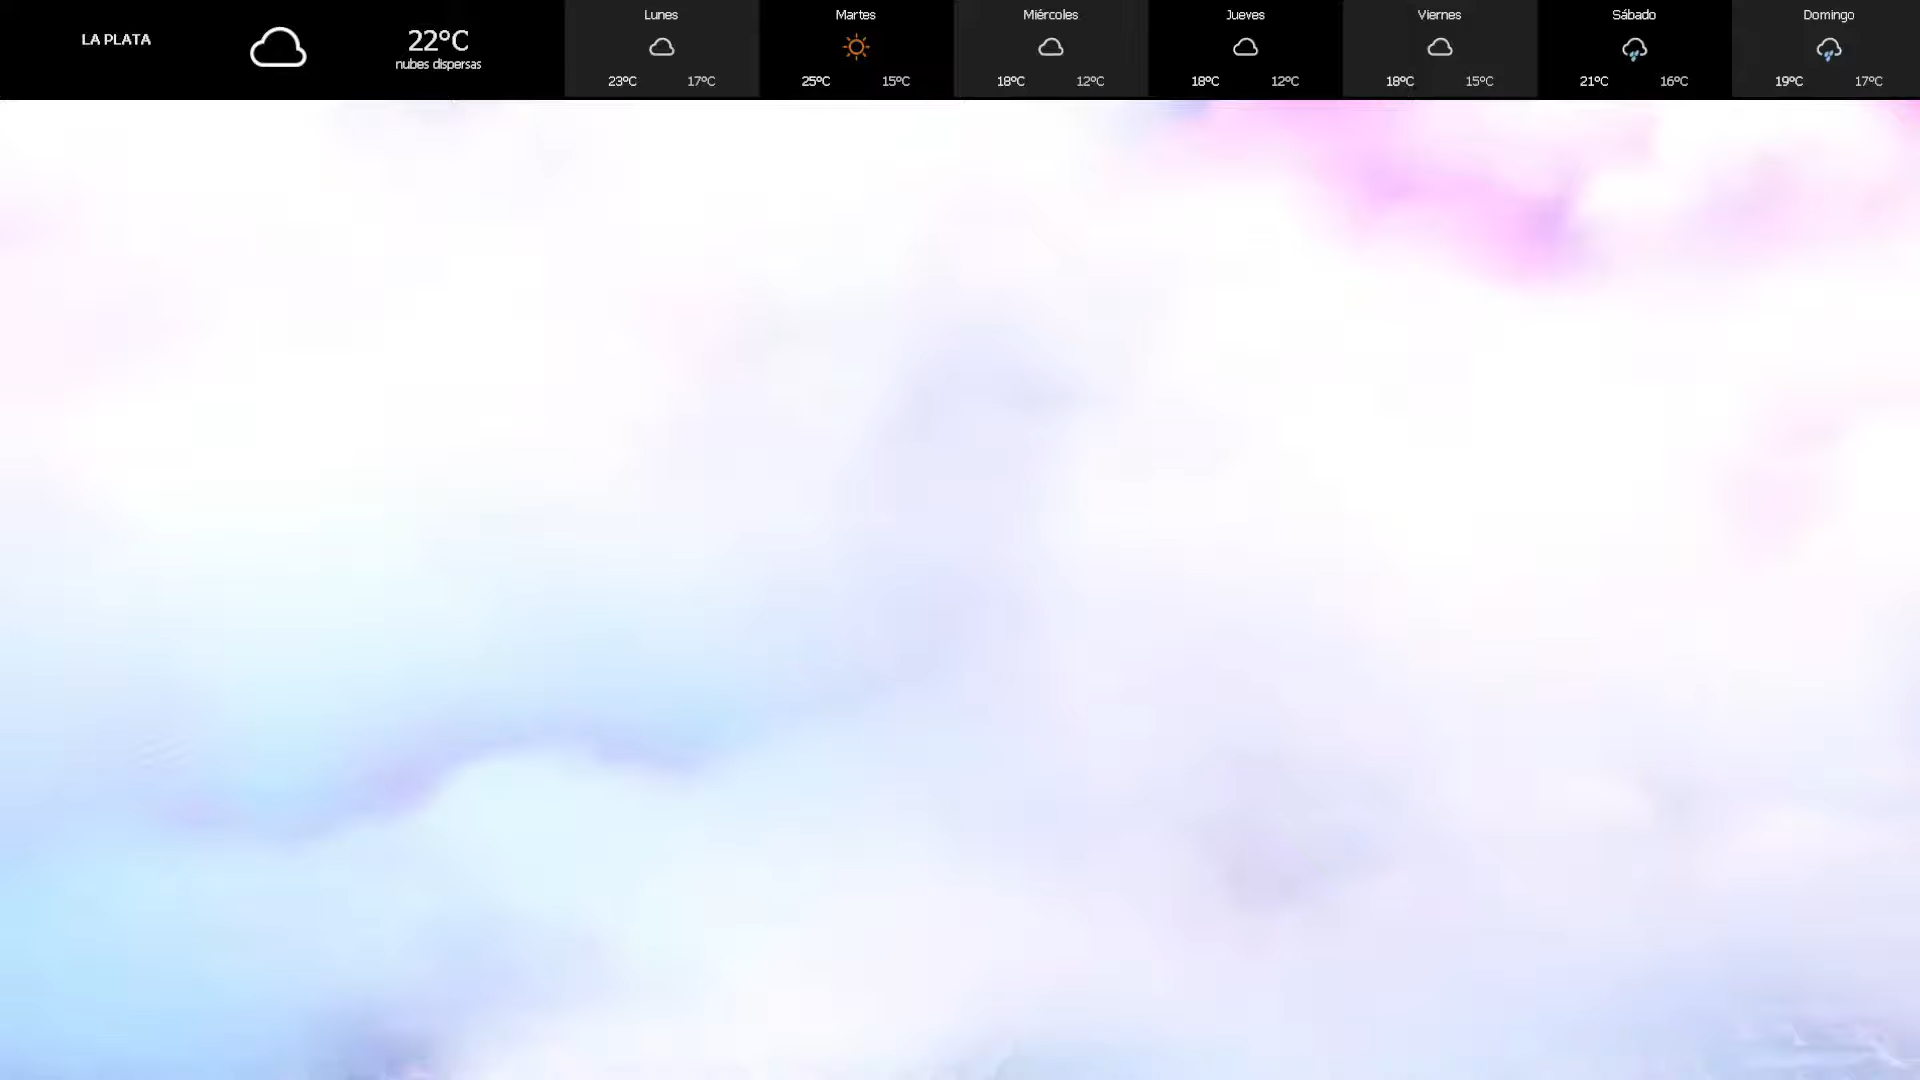 LA PLATA
22°C
nubes dispersas
Lunes
23°C 17°C
Martes
25°C 15°C
Miércoles
18°C 12°C
Jueves
18°C 12°C
Viernes
18°C 15°C
Sábado
21°C 16°C
Domingo
19°C 17°C